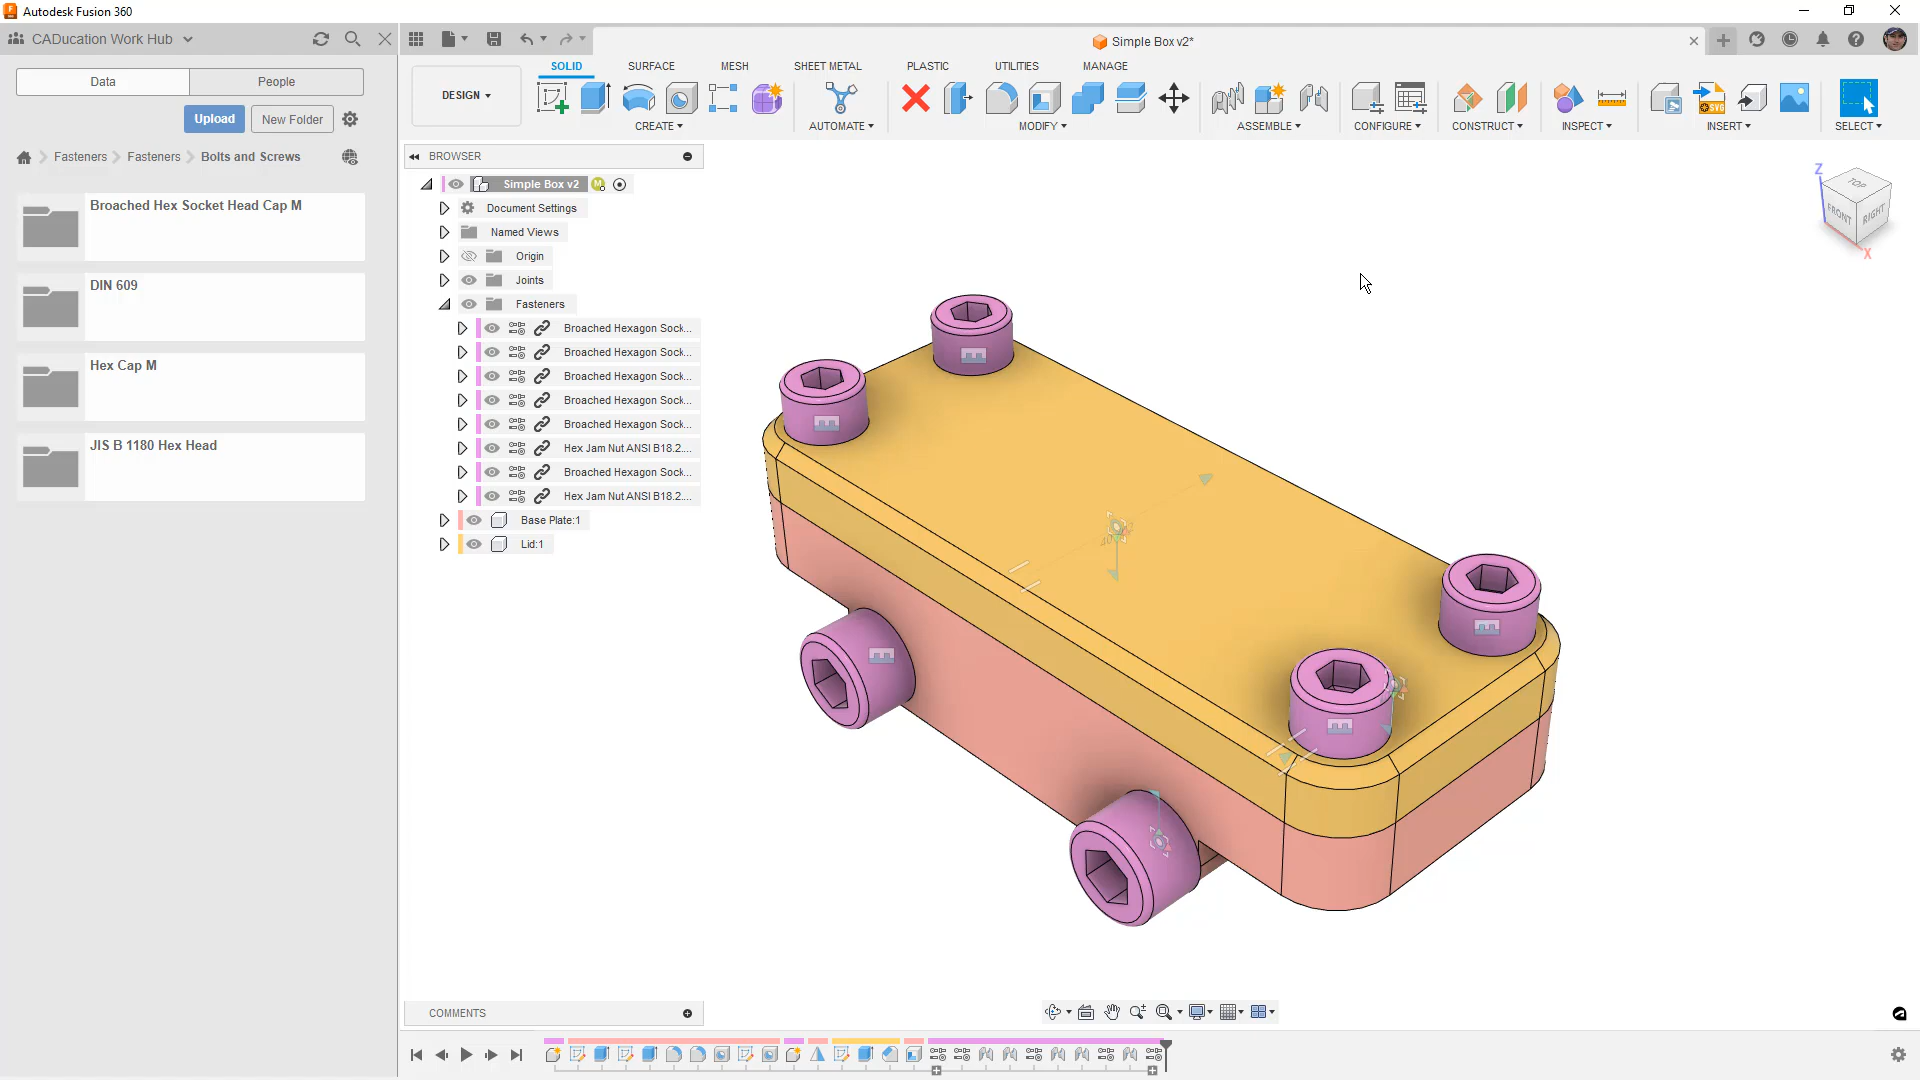 Autodesk Fusion 360
CADucation Work Hub
Simple Box v2*
Data
People
Upload
New Folder
Fasteners
Fasteners
Bolts and Screws
Broached Hex Socket Head Cap M
DIN 609
Hex Cap M
JIS B 1180 Hex Head
DESIGN
SOLID
SURFACE
MESH
SHEET METAL
PLASTIC
UTILITIES
MANAGE
CREATE
AUTOMATE
MODIFY
ASSEMBLE
CONFIGURE
CONSTRUCT
INSPECT
INSERT
SELECT
BROWSER
Simple Box v2
Document Settings
Named Views
Origin
Joints
Fasteners
Broached Hexagon Sock...
Broached Hexagon Sock...
Broached Hexagon Sock...
Broached Hexagon Sock...
Broached Hexagon Sock...
Hex Jam Nut ANSI B18.2....
Broached Hexagon Sock...
Hex Jam Nut ANSI B18.2....
Base Plate:1
Lid:1
Z
TOP
FRONT
RIGHT
X
COMMENTS